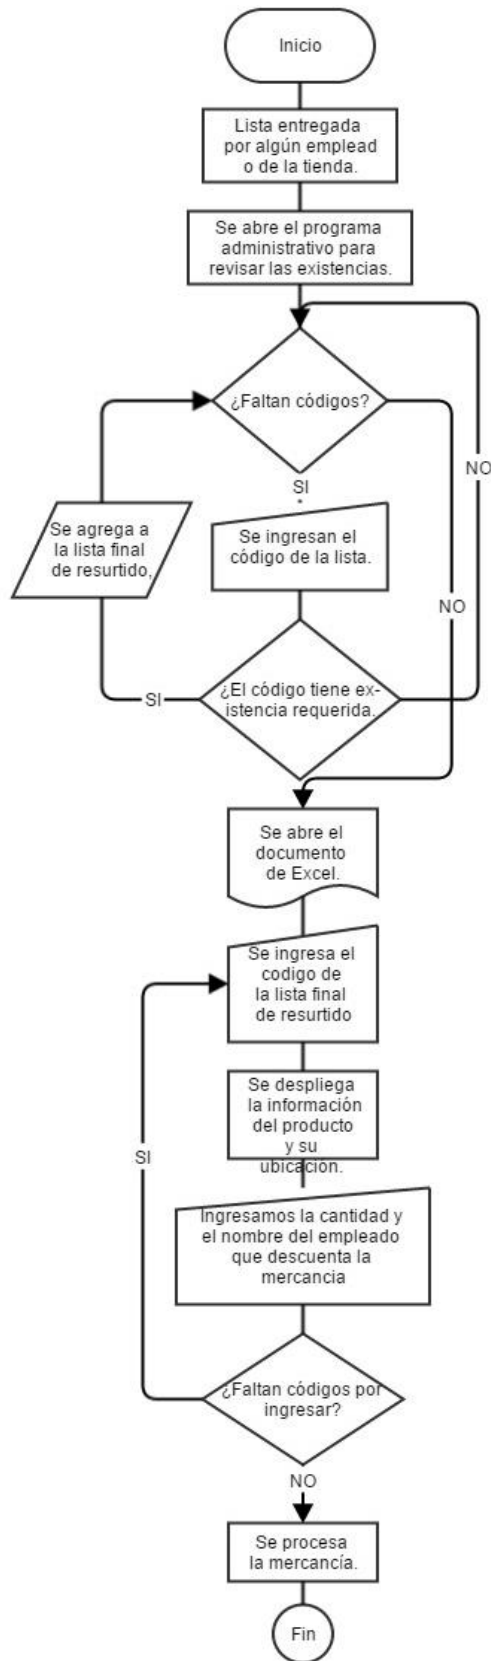 Inicio
Lista entregada
por algún emplead
o de la tienda.
Se abre el programa
administrativo para
revisar las existencias.
¿Faltan códigos?
NO
SI
Se agrega a
la lista final
de resurtido,
Se ingresan el
código de la lista.
NO
¿El código tiene ex-
istencia requerida.
SI
Se abre el
documento
de Excel.
Se ingresa el
codigo de
la lista final
de resurtido
Se despliega
la información
del producto
y su
ubicación.
SI
Ingresamos la cantidad y
el nombre del empleado
que descuenta la
mercancia
¿Faltan códigos por
ingresar?
NO
Se procesa
la mercancía.
Fin